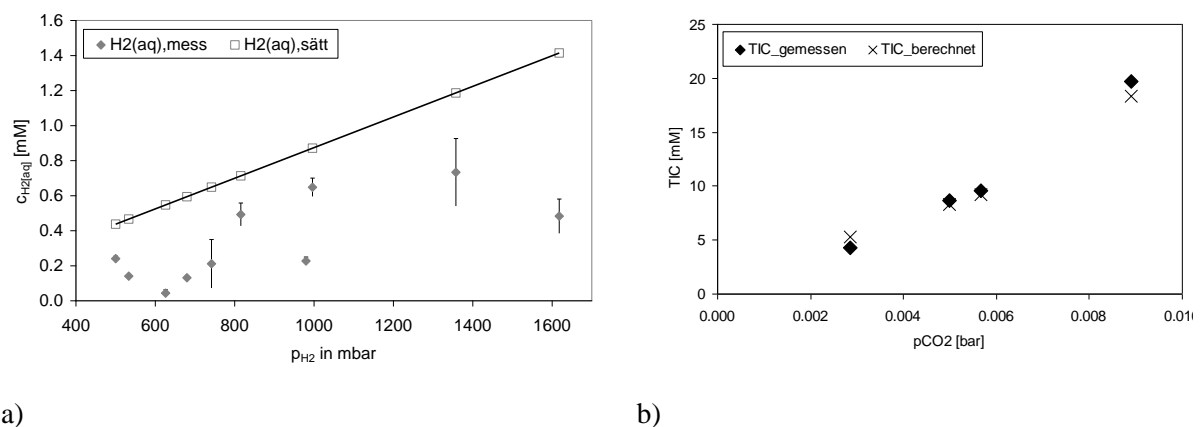 1.6
1.4
1.2
1.0
0.8
0.6
0.4
0.2
0.0
c_H2[aq] [mM]
H2(aq),mess H2(aq),sätt
400 600 800 1000 1200 1400 1600
p_H2 in mbar
25
20
15
10
5
0
TIC [mM]
TIC_gemessen TIC_berechnet
0.000 0.002 0.004 0.006 0.008
pCO2 [bar]
a) b)